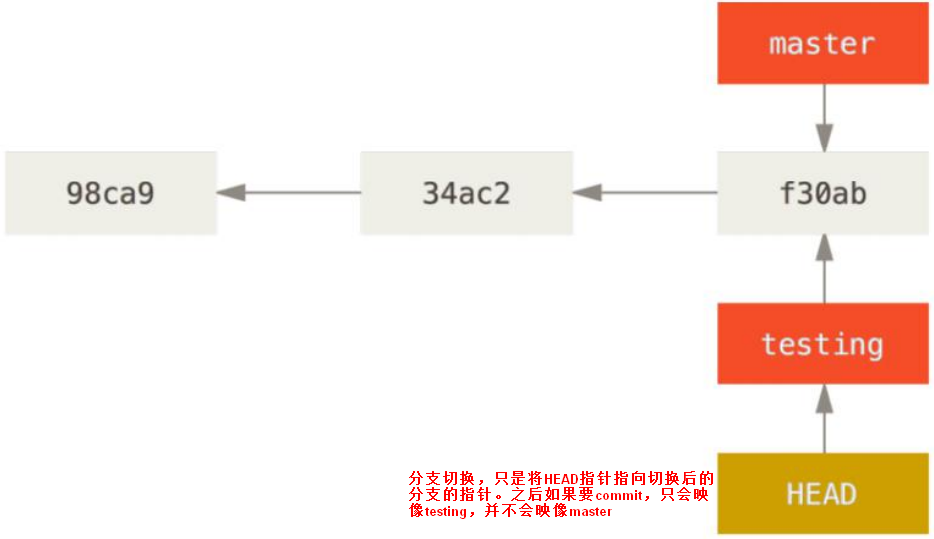 master
98ca9
34ac2
f30ab
testing
分支切换，只是将HEAD指针指向切换后的
分支的指针。之后如果要commit，只会映
像testing，并不会映像master
HEAD